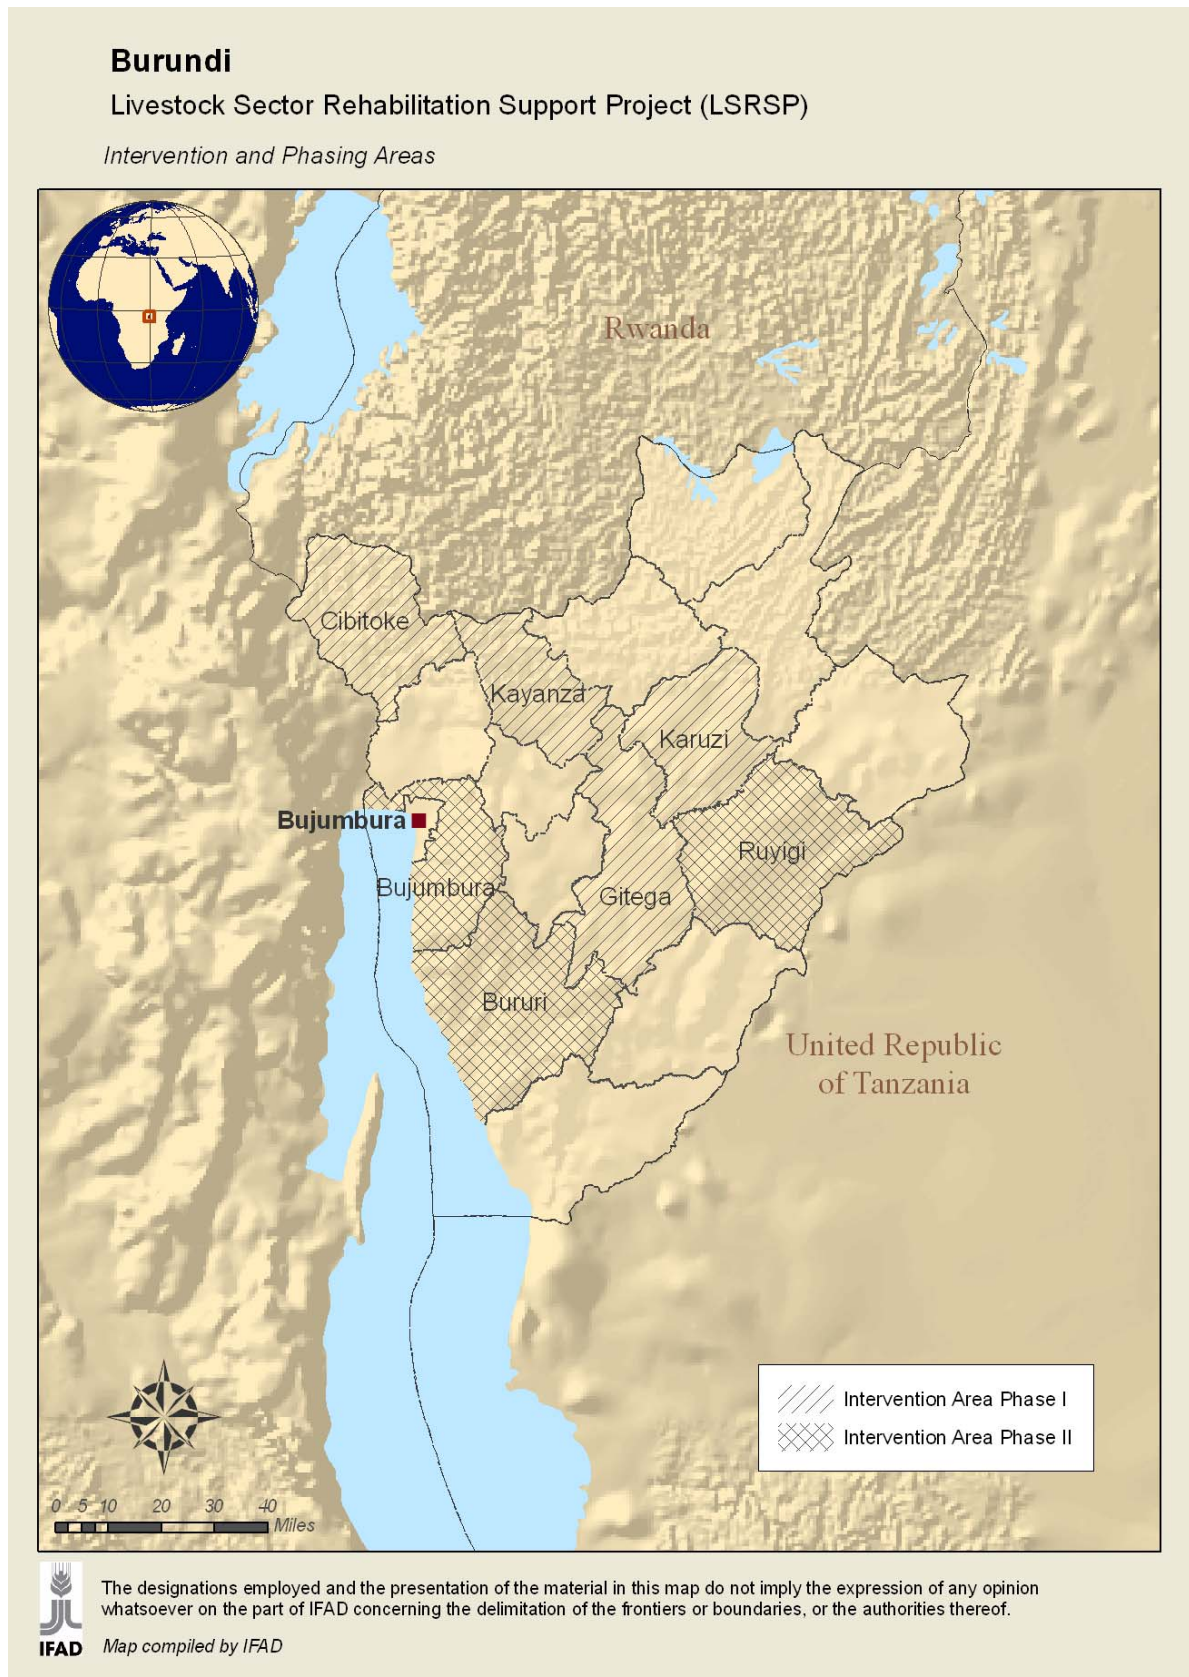 Burundi
Livestock Sector Rehabilitation Support Project (LSRSP)
Intervention and Phasing Areas
Rwanda
Cibitoke
Kayanza
Karuzi
Bujumbura
Ruyigi
Bujumbura
Gitega
Bururi
United Republic
of Tanzania
Intervention Area Phase I
Intervention Area Phase II
0 5 10 20 30 40
Miles
The designations employed and the presentation of the material in this map do not imply the expression of any opinion
whatsoever on the part of IFAD concerning the delimitation of the frontiers or boundaries, or the authorities thereof.
IFAD
Map compiled by IFAD